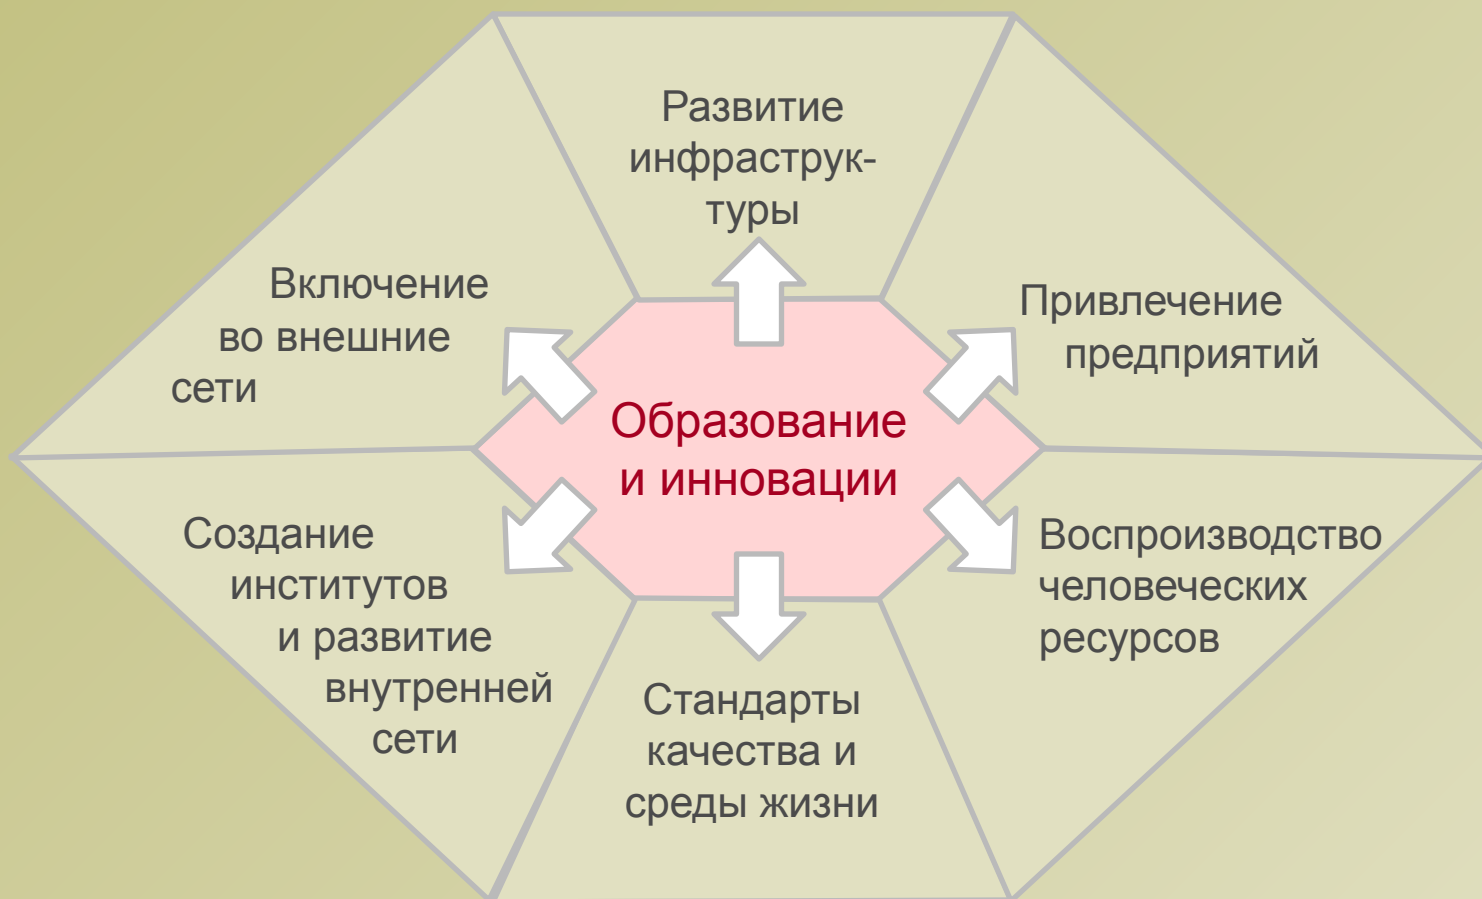 Развитие
инфраструк-
туры
Включение
во внешние
сети
Привлечение
предприятий
Образование
и инновации
Создание
институтов
и развитие
внутренней
сети
Воспроизводство
человеческих
ресурсов
Стандарты
качества и
среды жизни